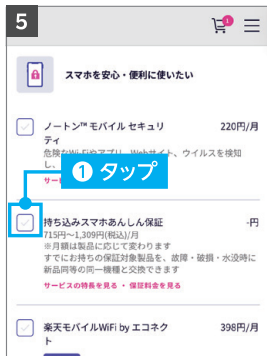 5
1
スマホを安心・便利に使いたい
ノートン™ モバイル セキュリ 220円/月
ティ
危険なWi-Fiやアプリ、Webサイト、ウイルスを検知
し、
サー
❶ タップ
持ち込みスマホあんしん保証 -円
715円～1,309円(税込)/月
※月額は製品に応じて変わります
すでにお持ちの保証対象製品を、故障・破損・水没時に
新品同等の同一機種と交換できます
サービスの特長を見る ・ 保証料金を見る
楽天モバイルWiFi by エコネク 398円/月
ト